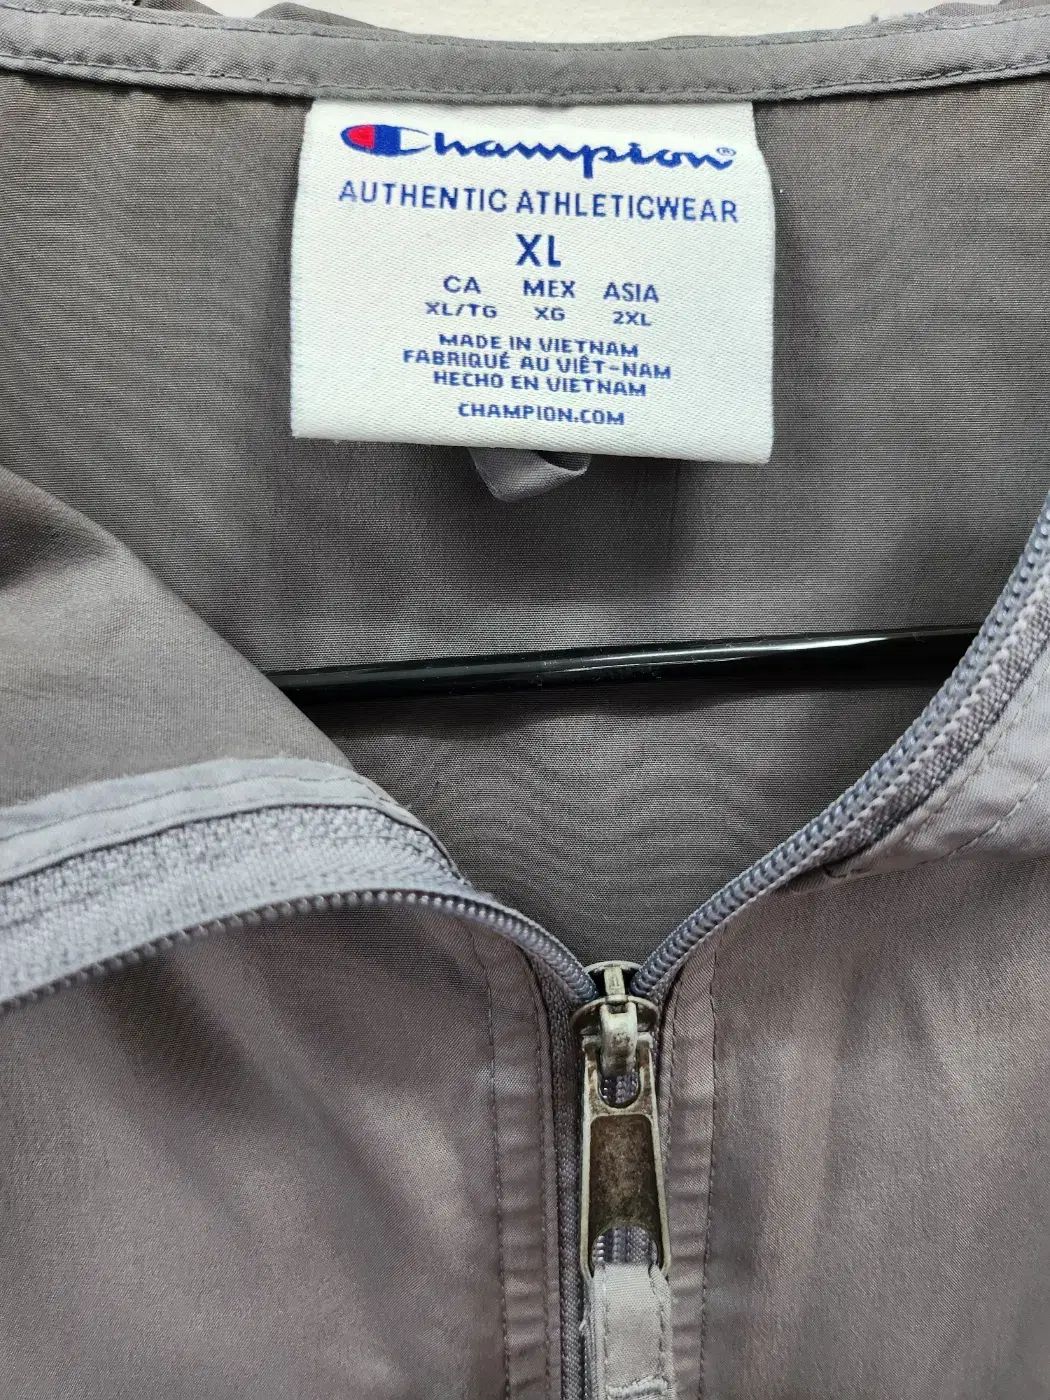 Champion®
AUTHENTIC ATHLETICWEAR
XL
CA MEX ASIA
XL/TG XG 2XL
MADE IN VIETNAM
FABRIQUÉ AU VIÊT-NAM
HECHO EN VIETNAM
CHAMPION.COM